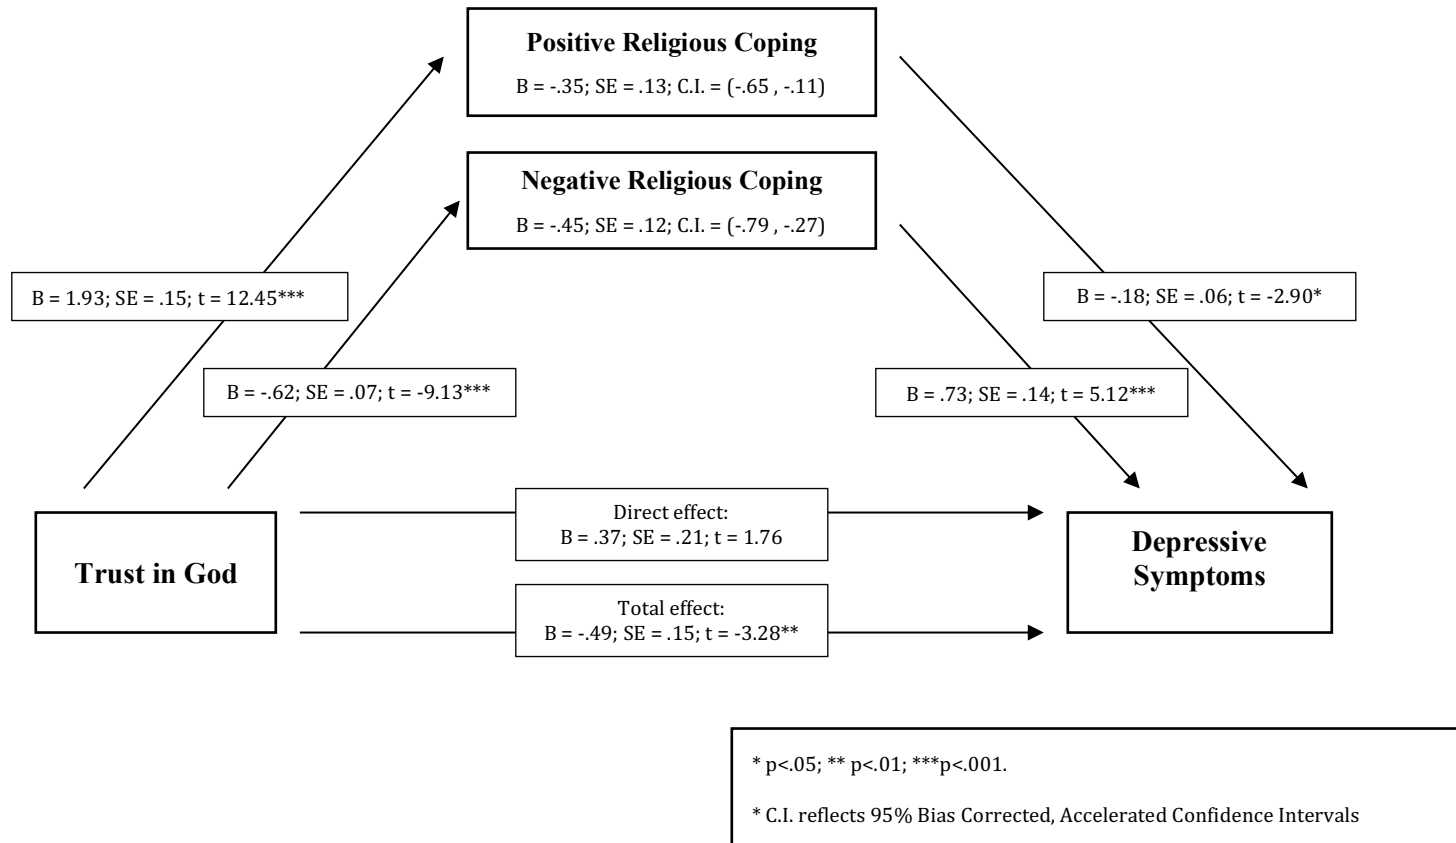 Positive Religious Coping
B = -.35; SE = .13; C.I. = (-.65 , -.11)
Negative Religious Coping
B = -.45; SE = .12; C.I. = (-.79 , -.27)
B = 1.93; SE = .15; t = 12.45***
B = -.18; SE = .06; t = -2.90*
B = -.62; SE = .07; t = -9.13***
B = .73; SE = .14; t = 5.12***
Trust in God
Direct effect:
B = .37; SE = .21; t = 1.76
Total effect:
B = -.49; SE = .15; t = -3.28**
Depressive
Symptoms
* p<.05; ** p<.01; ***p<.001.
* C.I. reflects 95% Bias Corrected, Accelerated Confidence Intervals